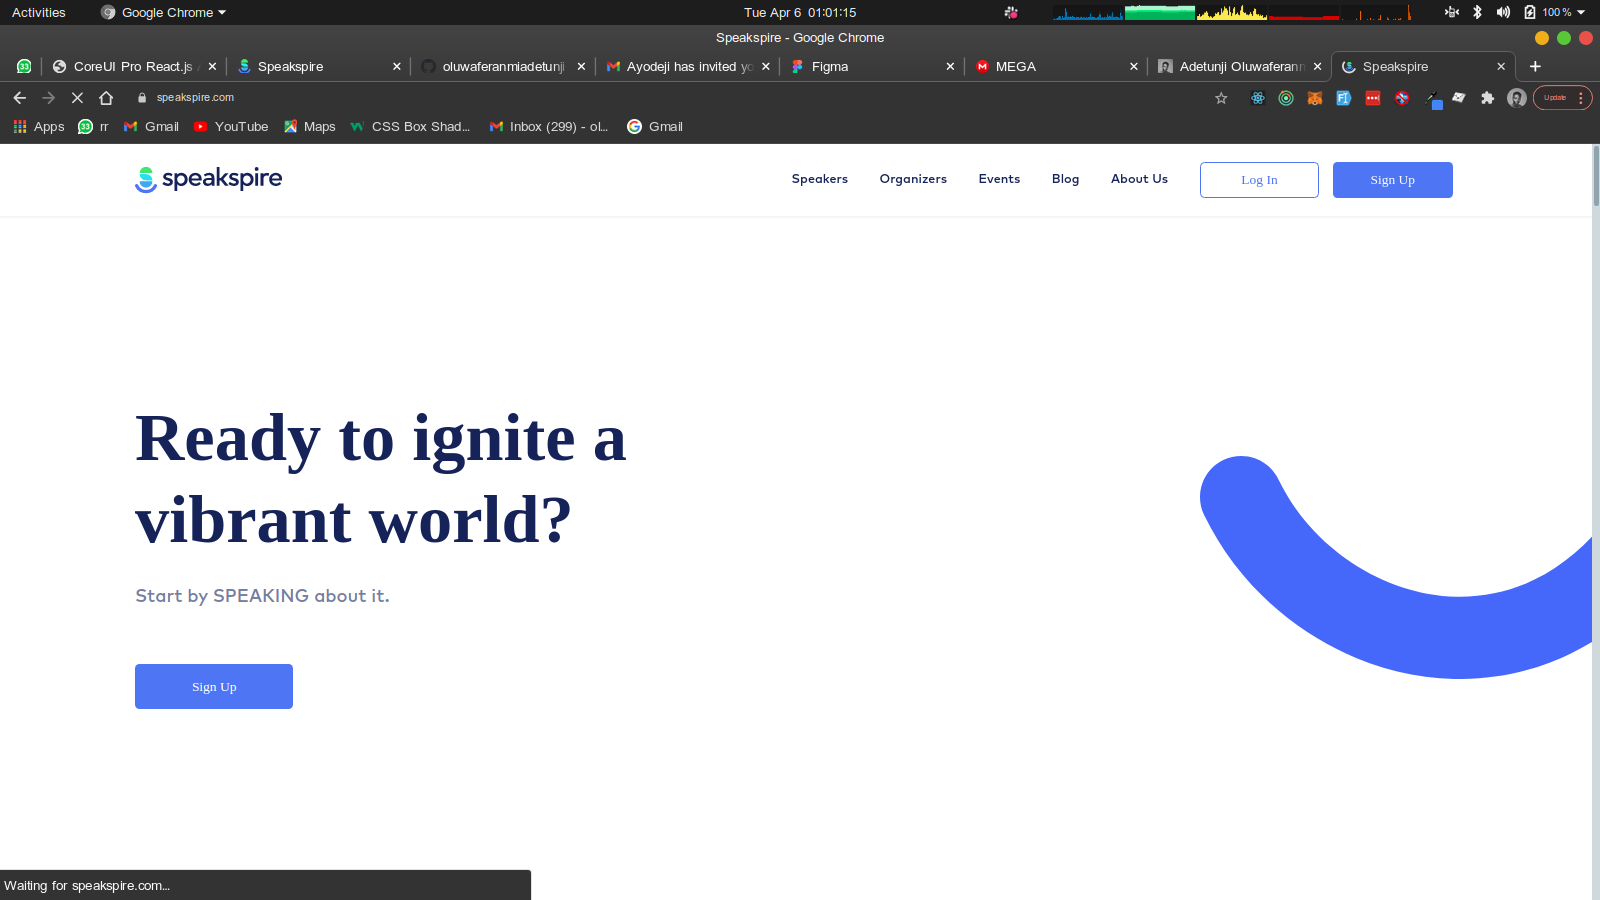 Activities Google Chrome Tue Apr 6 01:01:15 100 %
Speakspire - Google Chrome
33 CoreUI Pro React.js Speakspire oluwaferanmiadetunji Ayodeji has invited yo Figma MEGA Adetunji Oluwaferann Speakspire
speakspire.com Update
Apps 33 rr Gmail YouTube Maps CSS Box Shad... Inbox (299) - ol... Gmail
speakspire Speakers Organizers Events Blog About Us Log In Sign Up
Ready to ignite a
vibrant world?
Start by SPEAKING about it.
Sign Up
Waiting for speakspire.com...